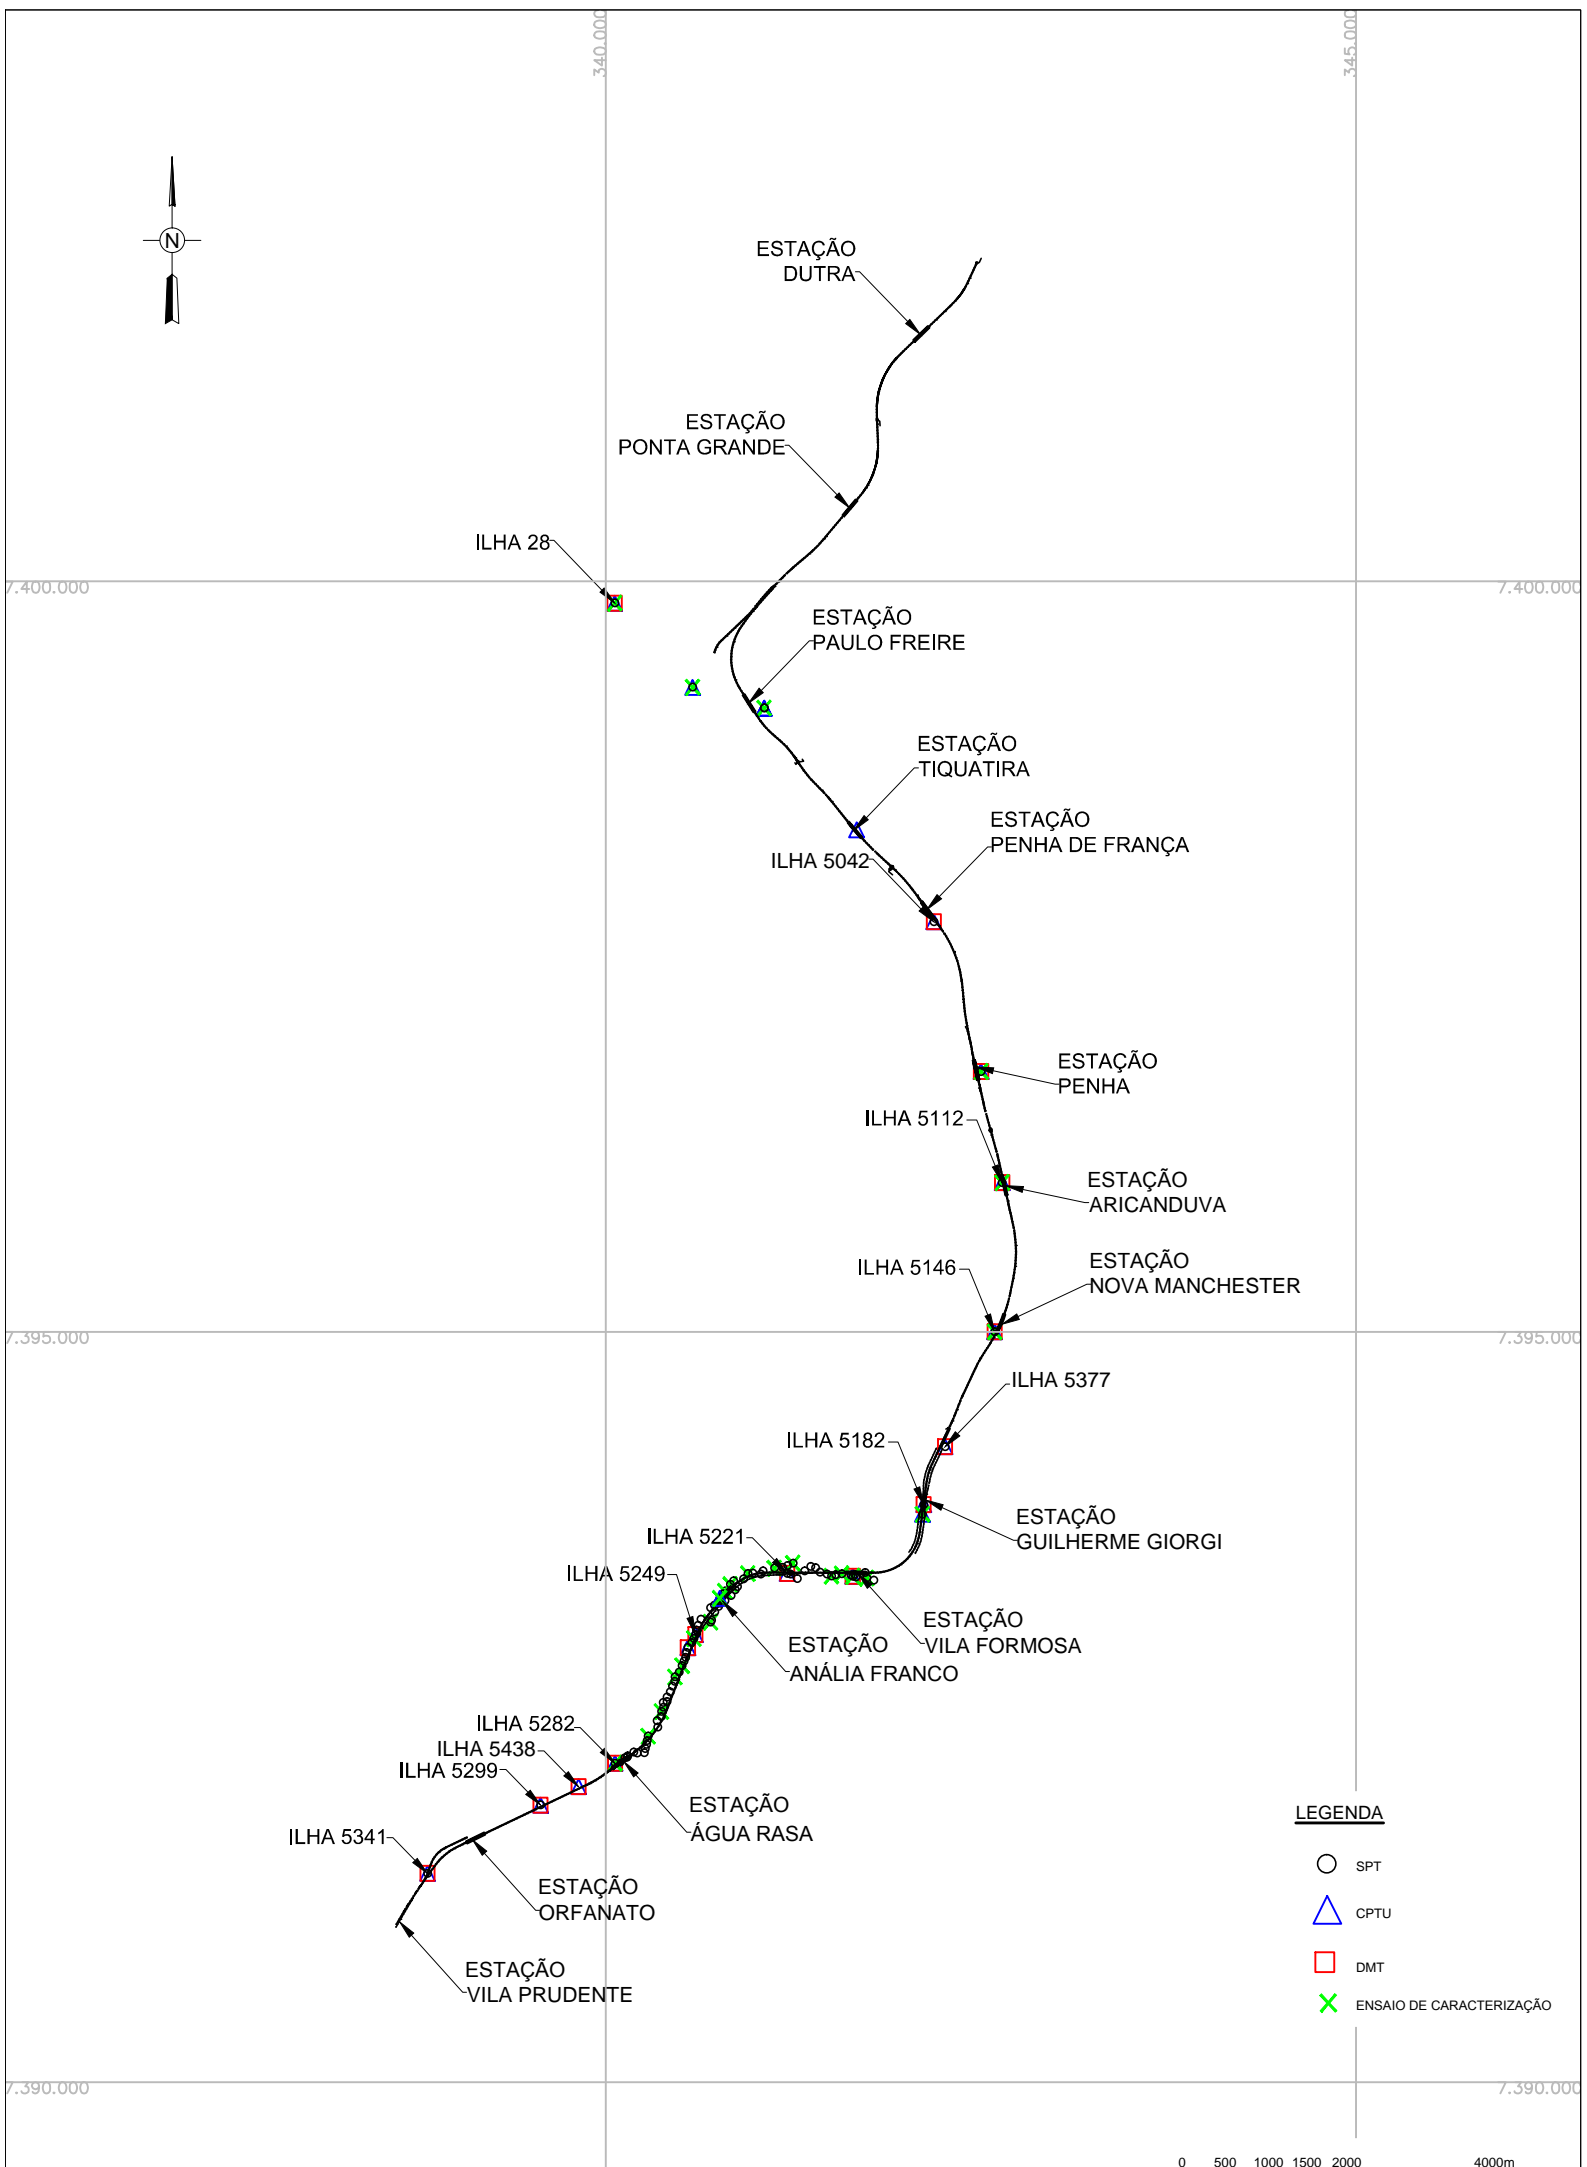 340.000
345.000
N
ESTAÇÃO
DUTRA
ESTAÇÃO
PONTA GRANDE
ILHA 28
7.400.000
7.400.000
ESTAÇÃO
PAULO FREIRE
ESTAÇÃO
TIQUATIRA
ESTAÇÃO
PENHA DE FRANÇA
ILHA 5042
ESTAÇÃO
PENHA
ILHA 5112
ESTAÇÃO
ARICANDUVA
ILHA 5146
ESTAÇÃO
NOVA MANCHESTER
7.395.000
7.395.000
ILHA 5377
ILHA 5182
ESTAÇÃO
GUILHERME GIORGI
ILHA 5221
ILHA 5249
ESTAÇÃO
VILA FORMOSA
ESTAÇÃO
ANÁLIA FRANCO
ILHA 5282
ILHA 5438
ILHA 5299
ESTAÇÃO
ÁGUA RASA
ILHA 5341
ESTAÇÃO
ORFANATO
ESTAÇÃO
VILA PRUDENTE
LEGENDA
SPT
CPTU
DMT
ENSAIO DE CARACTERIZAÇÃO
7.390.000
7.390.000
0 500 1000 1500 2000 4000m